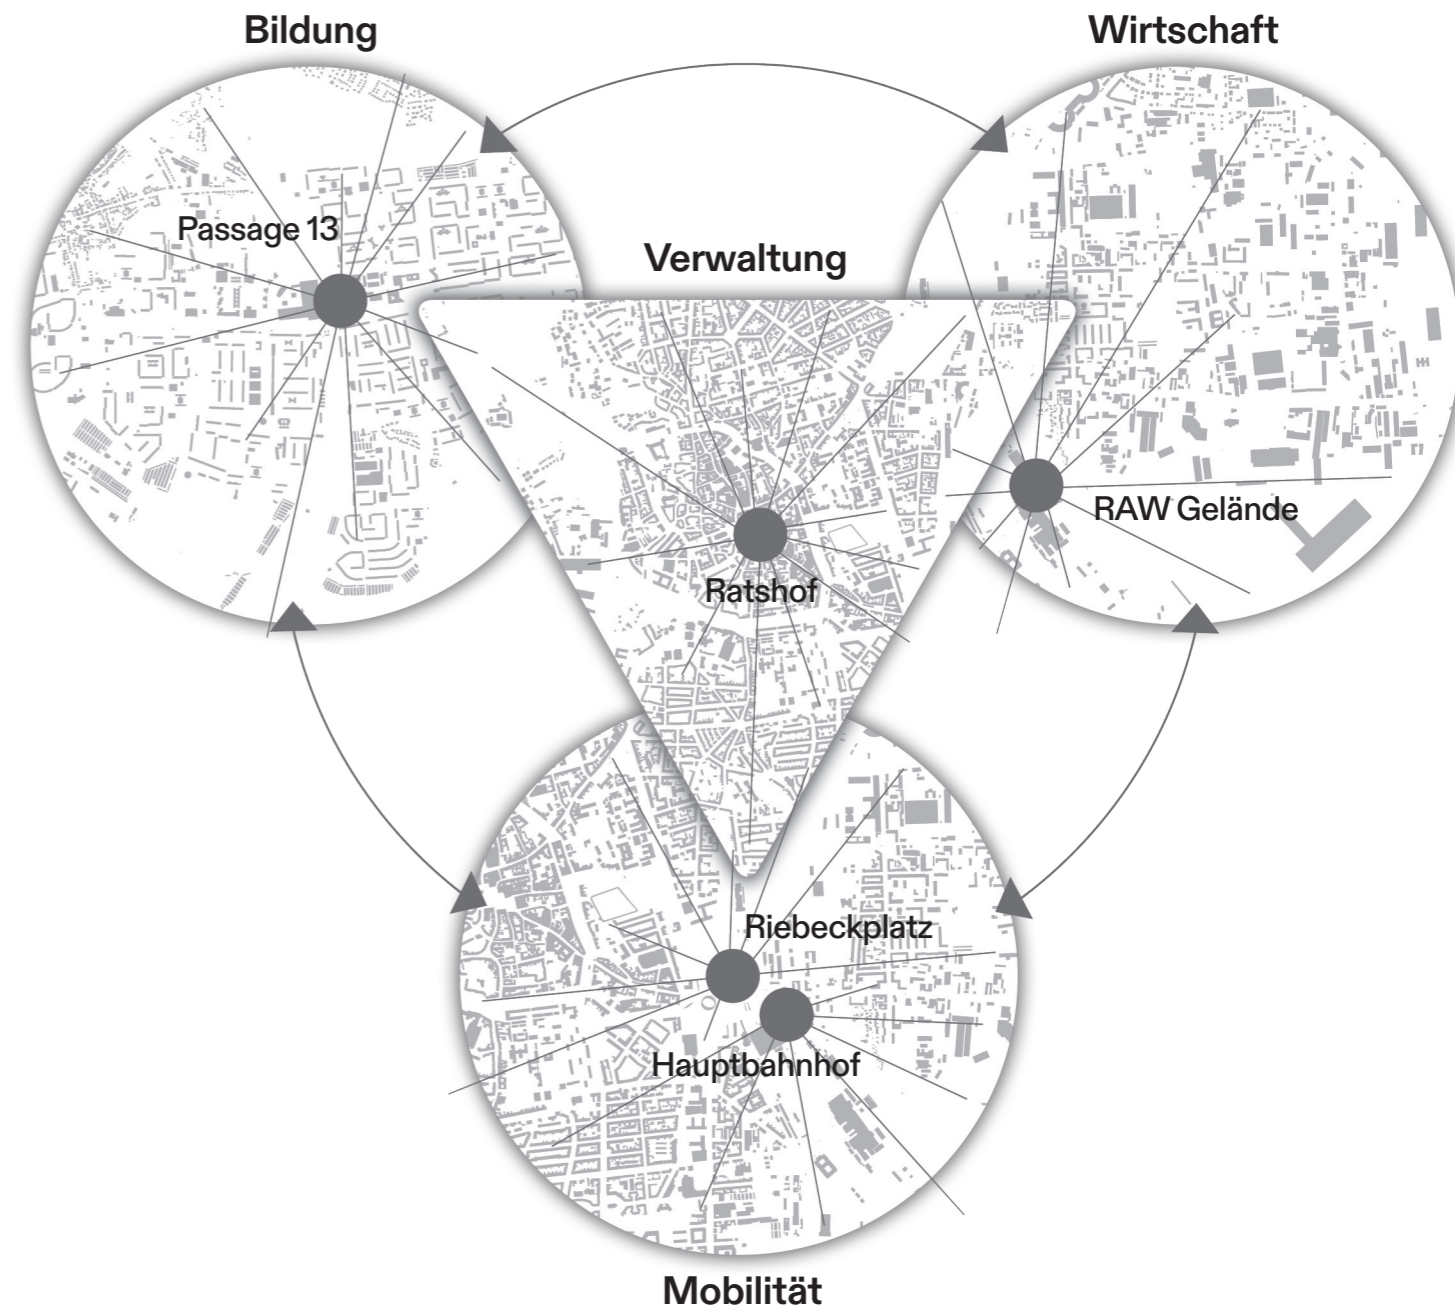 Bildung
Wirtschaft
Passage 13
Verwaltung
RAW Gelände
Ratshof
Riebeckplatz
Hauptbahnhof
Mobilität